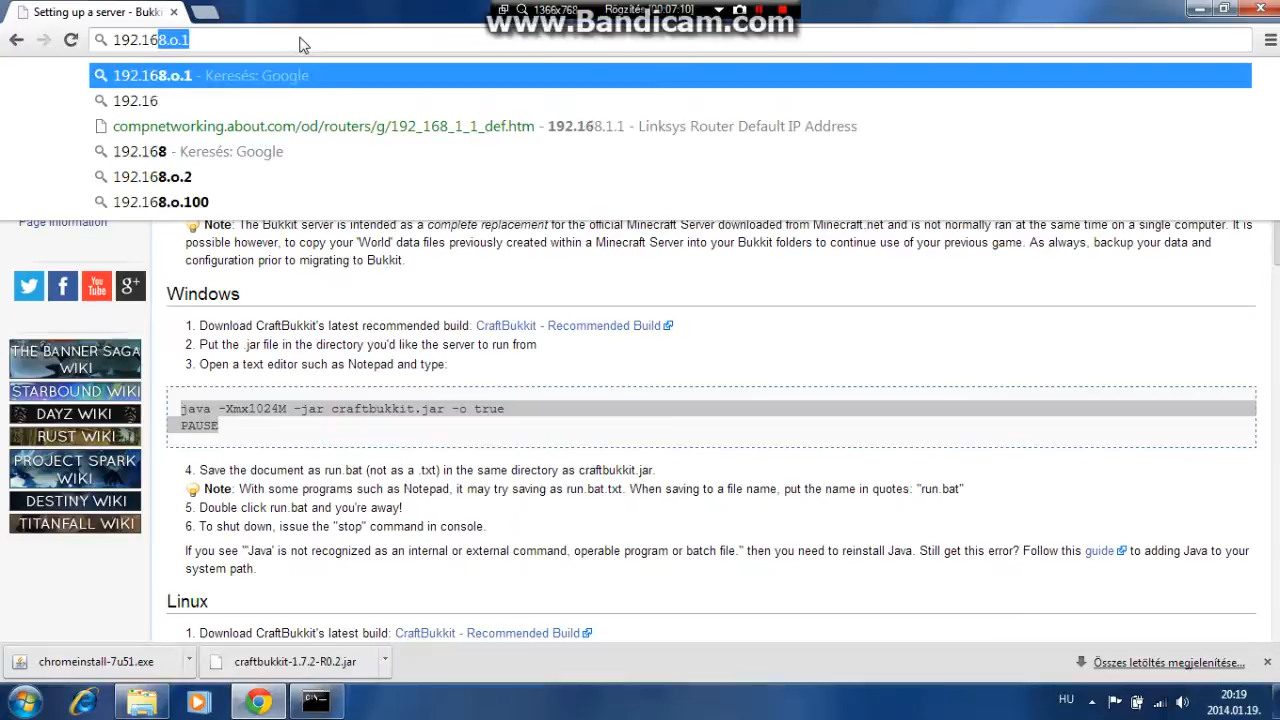 Setting up a server - Bukki
1366x768
Rögzítés [00:07:10]
www.Bandicam.com
192.168.o.1
192.168.o.1 - Keresés: Google
192.16
compnetworking.about.com/od/routers/g/192_168_1_1_def.htm - 192.168.1.1 - Linksys Router Default IP Address
192.168 - Keresés: Google
192.168.o.2
192.168.o.100
Page information
Note: The Bukkit server is intended as a complete replacement for the official Minecraft Server downloaded from Minecraft.net and is not normally ran at the same time on a single computer. It is
possible however, to copy your 'World' data files previously created within a Minecraft Server into your Bukkit folders to continue use of your previous game. As always, backup your data and
configuration prior to migrating to Bukkit.
You
Tube
g+
Windows
1. Download CraftBukkit's latest recommended build: CraftBukkit - Recommended Build
2. Put the .jar file in the directory you'd like the server to run from
3. Open a text editor such as Notepad and type:
THE BANNER SAGA
WIKI
STARBOUND WIKI
DAYZ WIKI
RUST WIKI
PROJECT SPARK
WIKI
DESTINY WIKI
TITANFALL WIKI
java -Xmx1024M -jar craftbukkit.jar -o true
PAUSE
4. Save the document as run.bat (not as a .txt) in the same directory as craftbukkit.jar.
Note: With some programs such as Notepad, it may try saving as run.bat.txt. When saving to a file name, put the name in quotes: "run.bat"
5. Double click run.bat and you're away!
6. To shut down, issue the "stop" command in console.
If you see "'Java' is not recognized as an internal or external command, operable program or batch file." then you need to reinstall Java. Still get this error? Follow this guide to adding Java to your
system path.
Linux
1. Download CraftBukkit's latest build: CraftBukkit - Recommended Build
chromeinstall-7u51.exe
craftbukkit-1.7.2-R0.2.jar
Összes letöltés megjelenítése...
HU
20:19
2014.01.19.